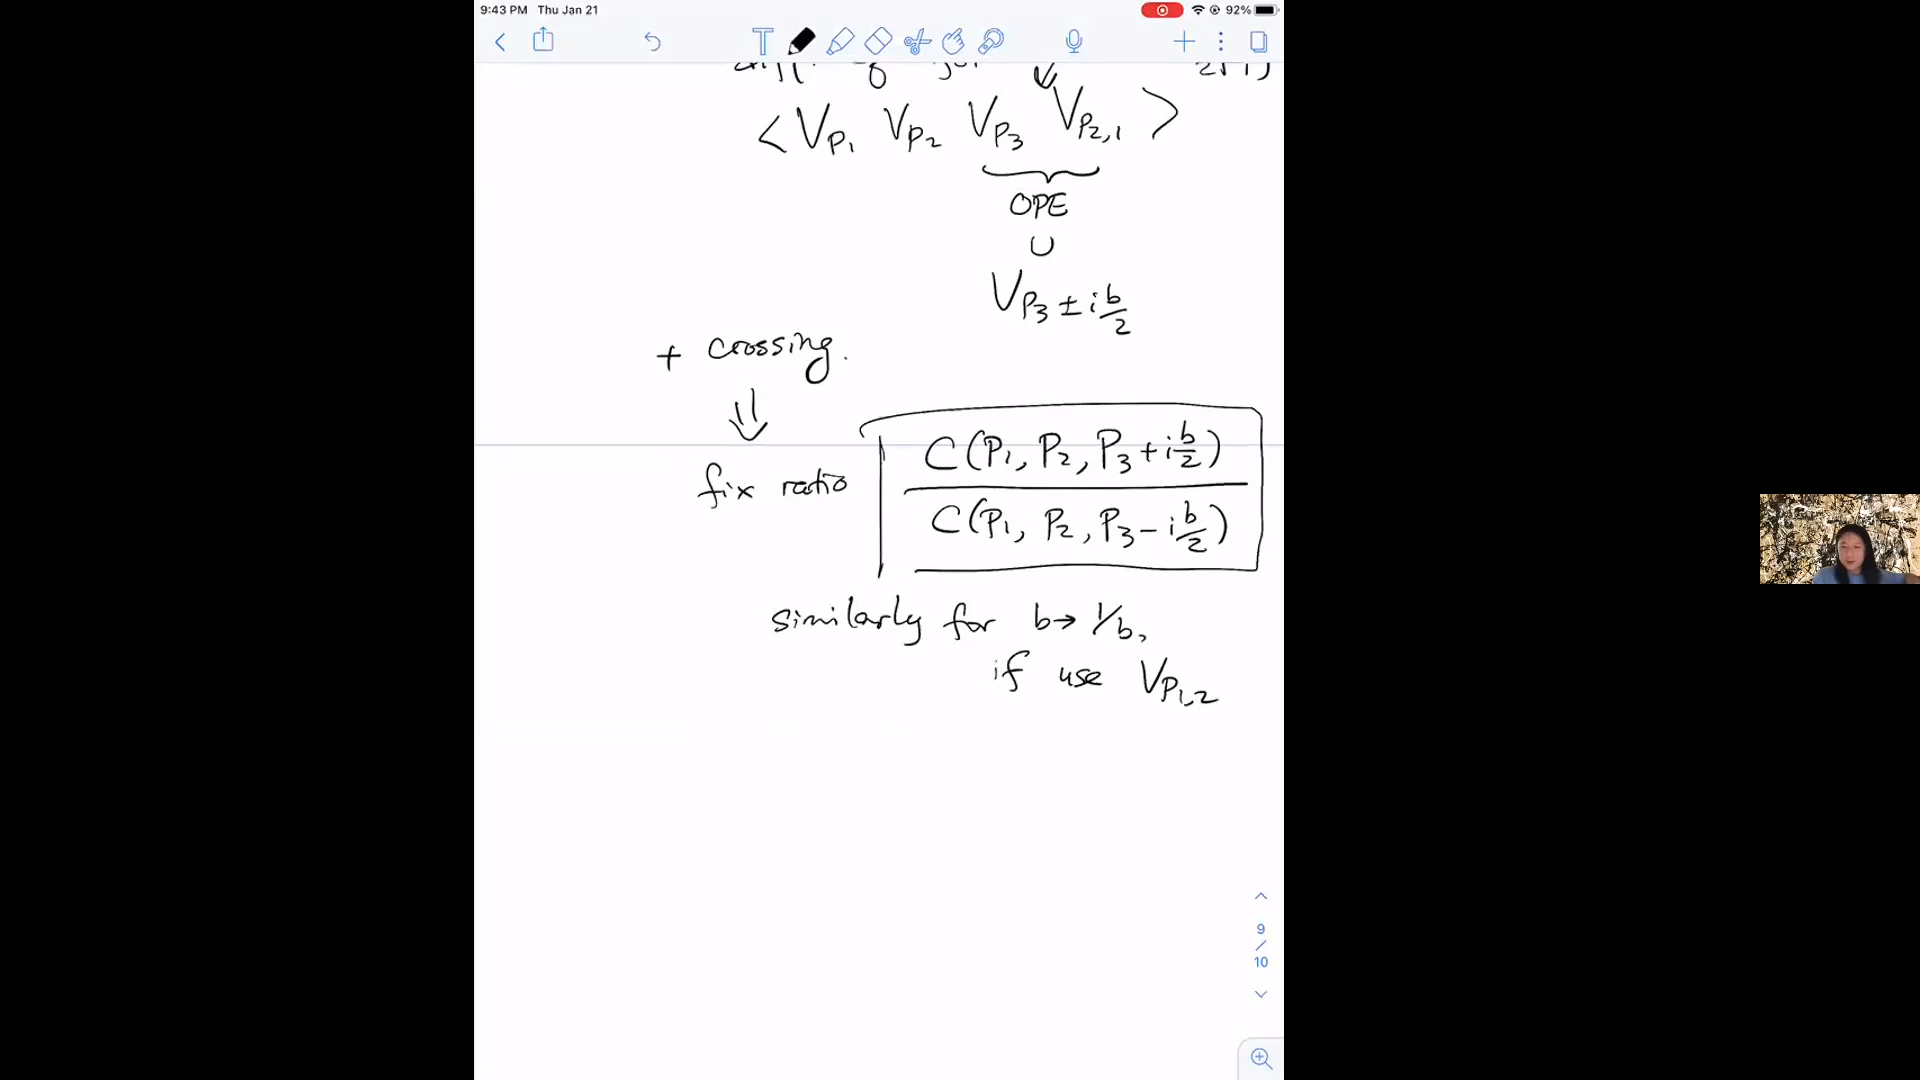 9:43 PM Thu Jan 21
92%
< V_{P_1} V_{P_2} V_{P_3} V_{P_{2,1}} >
OPE
∪
V_{P_3 ± i b/2}
+ crossing.
⇓
fix ratio C(P_1, P_2, P_3 + i b/2) / C(P_1, P_2, P_3 - i b/2)
similarly for b → 1/b,
if use V_{P_{1,2}}
9
/
10